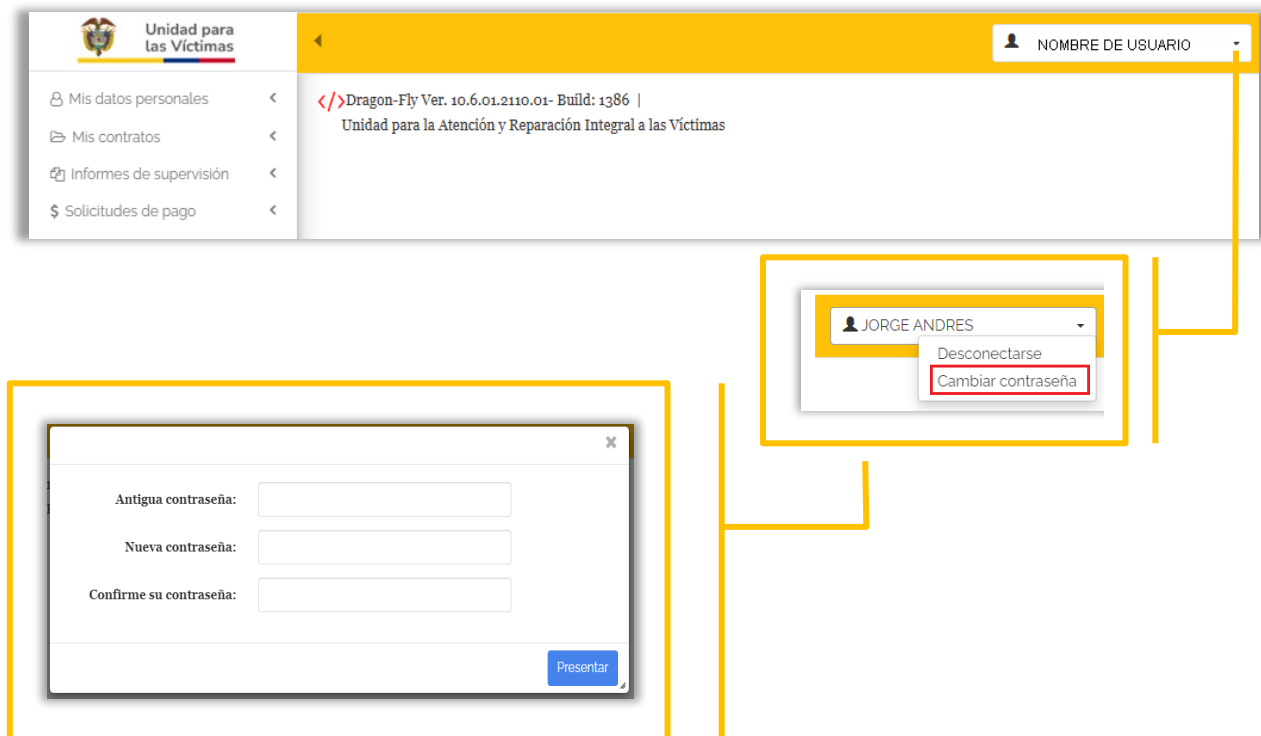 Unidad para
las Víctimas
NOMBRE DE USUARIO
Mis datos personales
Mis contratos
Informes de supervisión
$ Solicitudes de pago
</>Dragon-Fly Ver. 10.6.01.2110.01- Build: 1386 |
Unidad para la Atención y Reparación Integral a las Víctimas
JORGE ANDRES
Desconectarse
Cambiar contraseña
Antigua contraseña:
Nueva contraseña:
Confirme su contraseña:
Presentar